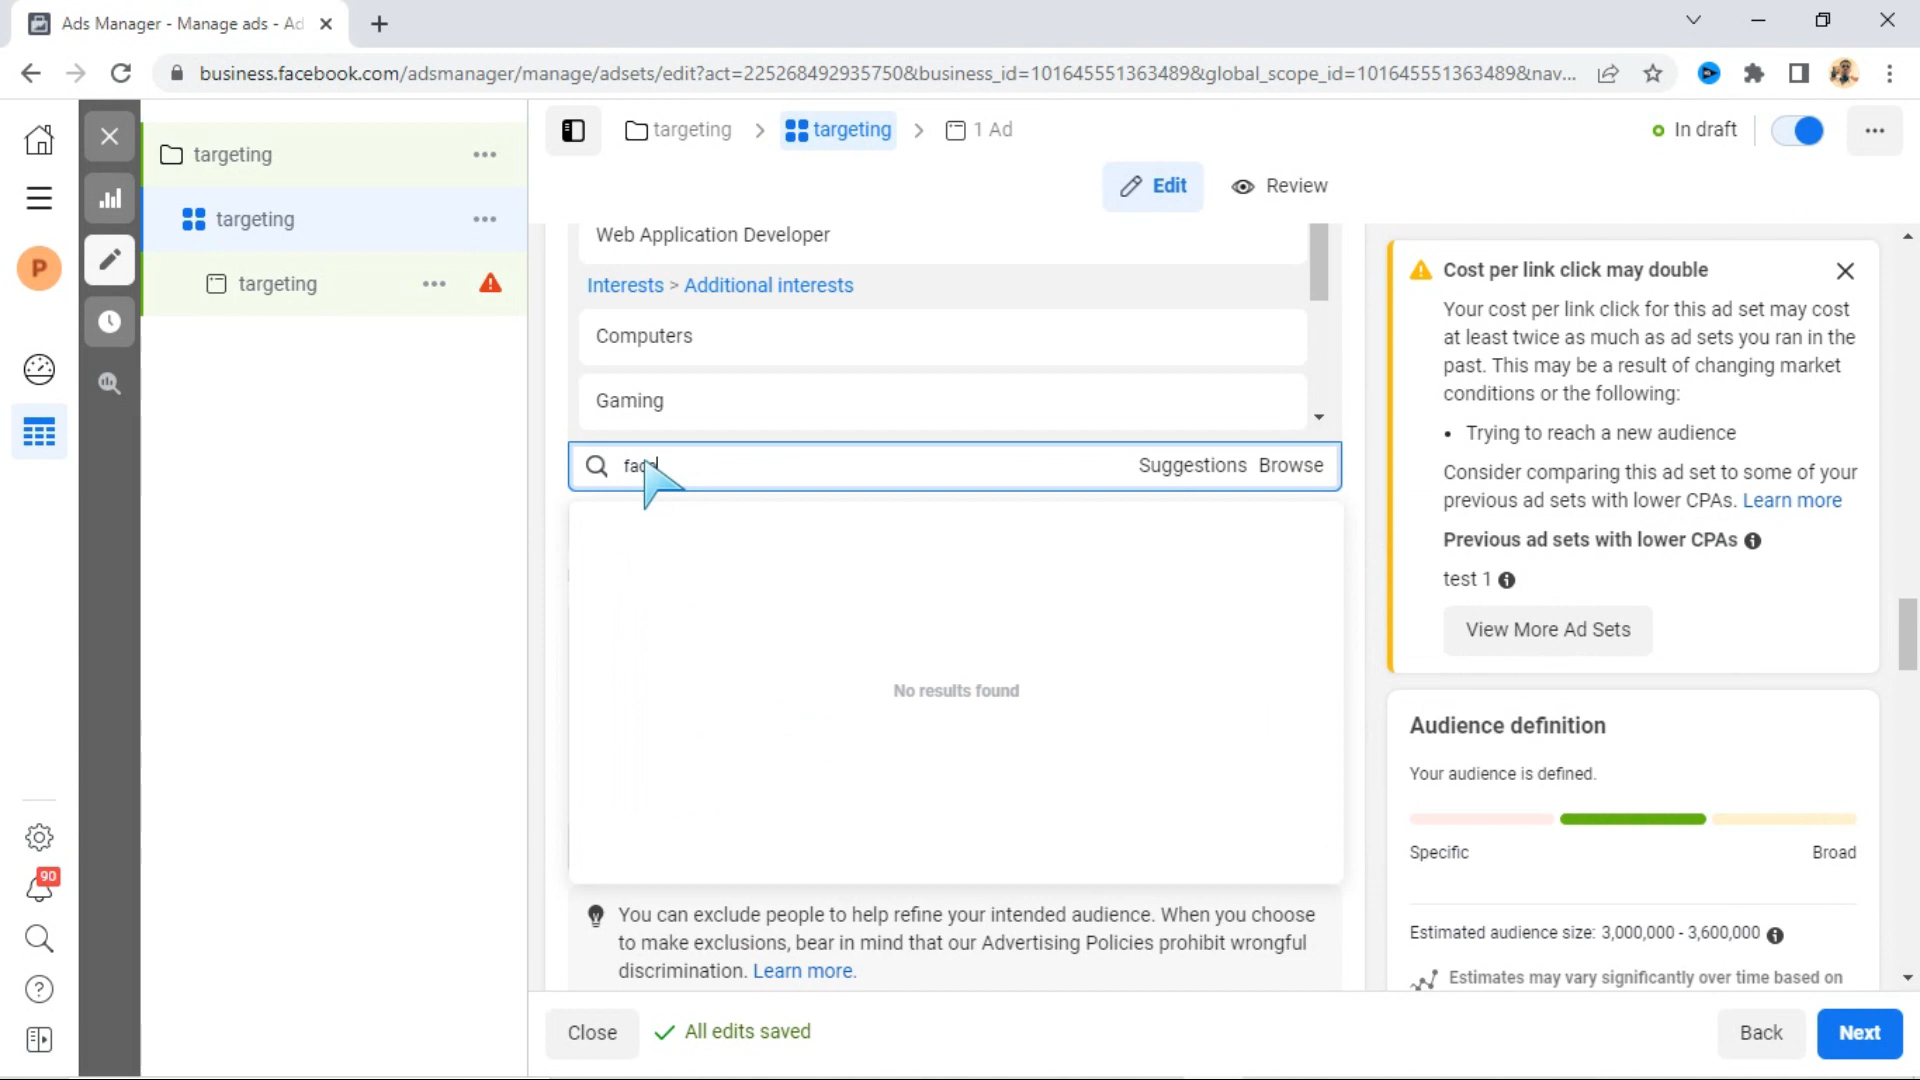 Ads Manager - Manage ads - Ad
business.facebook.com/adsmanager/manage/adsets/edit?act=225268492935750&business_id=101645551363489&global_scope_id=101645551363489&nav...
P
90
targeting
targeting
targeting
targeting > targeting > 1 Ad
In draft
Edit
Review
Web Application Developer
Interests > Additional interests
Computers
Gaming
Suggestions Browse
No results found
You can exclude people to help refine your intended audience. When you choose
to make exclusions, bear in mind that our Advertising Policies prohibit wrongful
discrimination. Learn more.
Cost per link click may double
Your cost per link click for this ad set may cost
at least twice as much as ad sets you ran in the
past. This may be a result of changing market
conditions or the following:
• Trying to reach a new audience
Consider comparing this ad set to some of your
previous ad sets with lower CPAs. Learn more
Previous ad sets with lower CPAs
test 1
View More Ad Sets
Audience definition
Your audience is defined.
Specific
Broad
Estimated audience size: 3,000,000 - 3,600,000
Estimates may vary significantly over time based on
Close
All edits saved
Back
Next